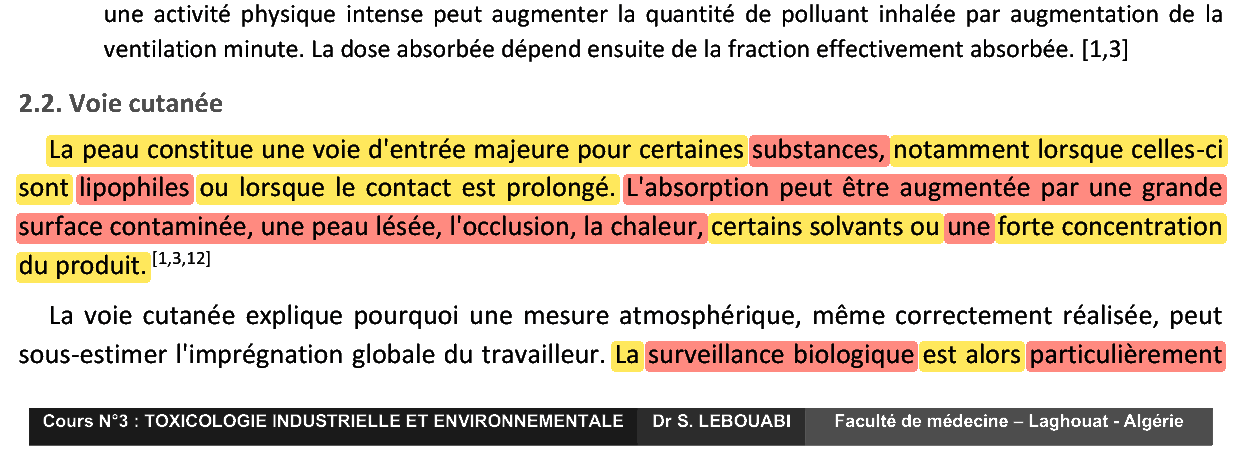 une activité physique intense peut augmenter la quantité de polluant inhalée par augmentation de la
ventilation minute. La dose absorbée dépend ensuite de la fraction effectivement absorbée. [1,3]
2.2. Voie cutanée
La peau constitue une voie d'entrée majeure pour certaines substances, notamment lorsque celles-ci
sont lipophiles ou lorsque le contact est prolongé. L'absorption peut être augmentée par une grande
surface contaminée, une peau lésée, l'occlusion, la chaleur, certains solvants ou une forte concentration
du produit. [1,3,12]
La voie cutanée explique pourquoi une mesure atmosphérique, même correctement réalisée, peut
sous-estimer l'imprégnation globale du travailleur. La surveillance biologique est alors particulièrement
Cours N°3 : TOXICOLOGIE INDUSTRIELLE ET ENVIRONNEMENTALE Dr S. LEBOUABI Faculté de médecine – Laghouat - Algérie